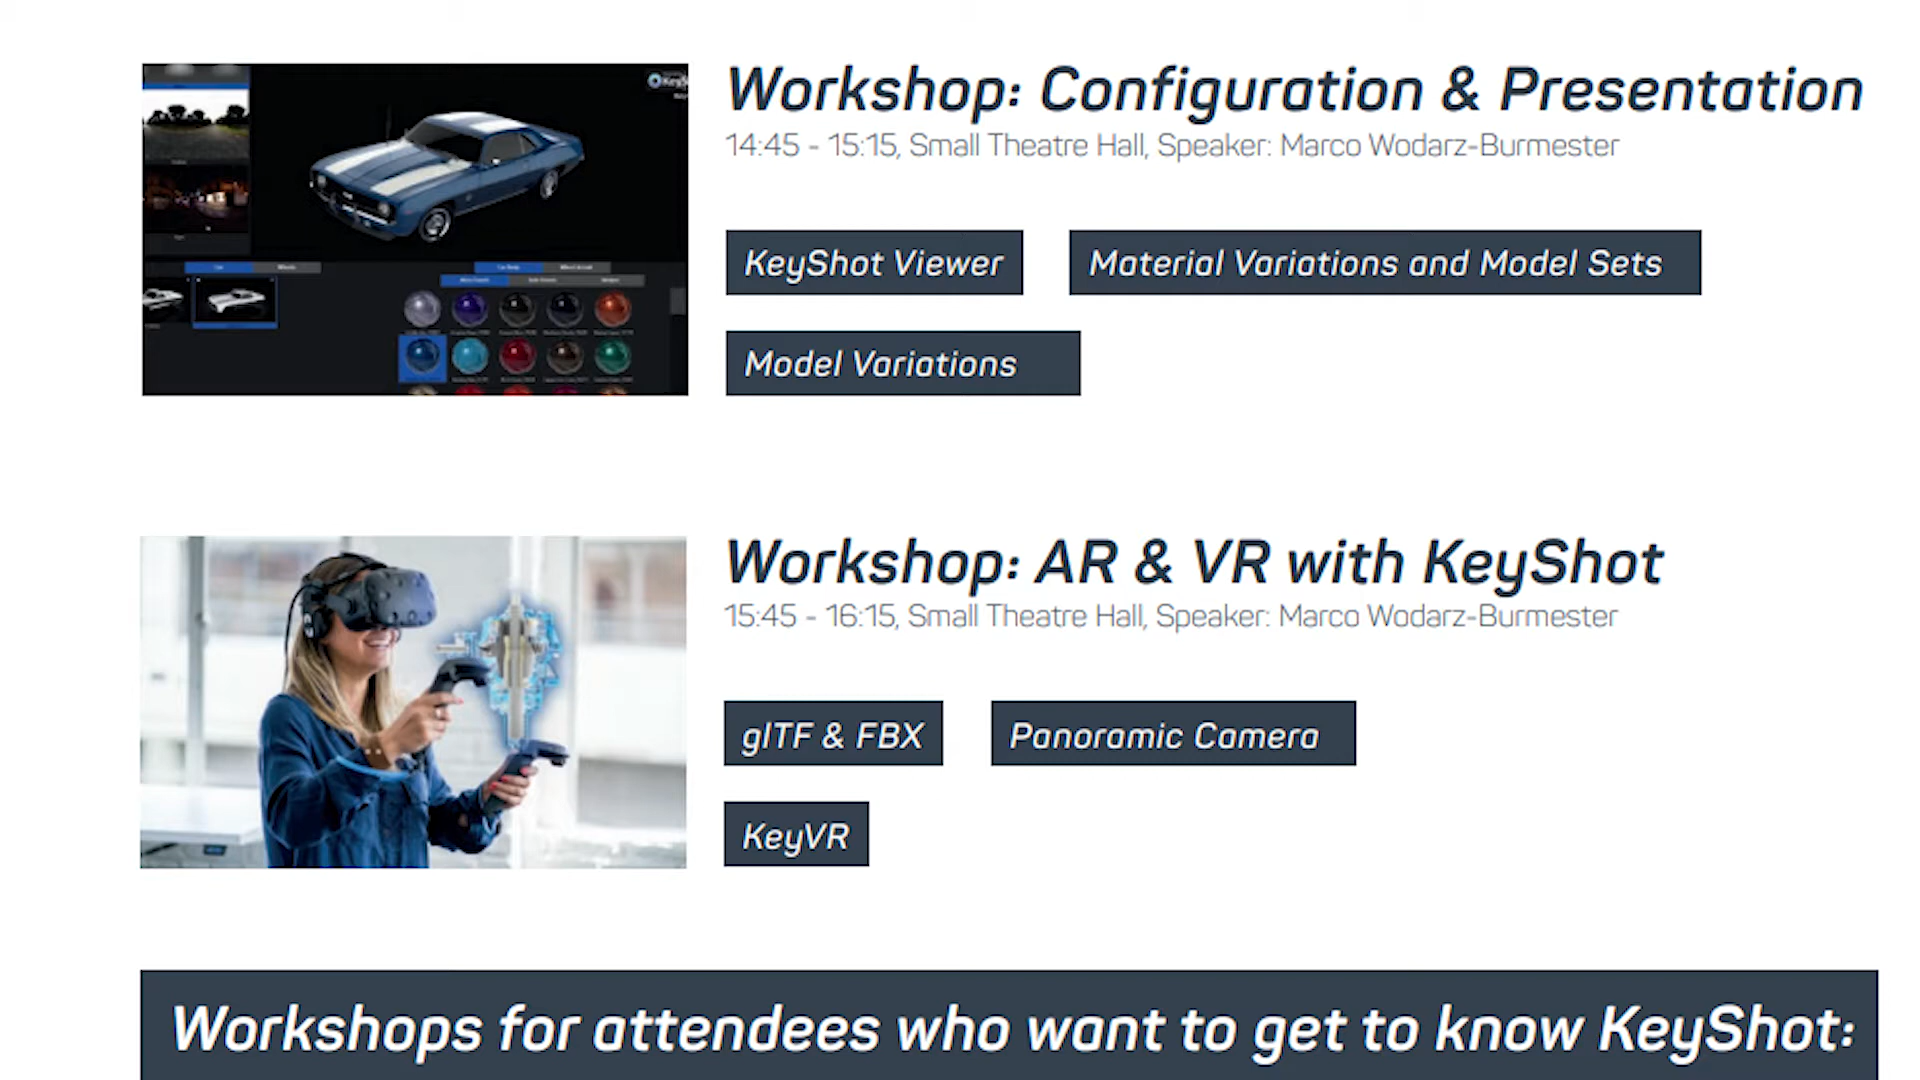 Workshop: Configuration & Presentation
14:45 - 15:15, Small Theatre Hall, Speaker: Marco Wodarz-Burmester
KeyShot Viewer
Material Variations and Model Sets
Model Variations
Workshop: AR & VR with KeyShot
15:45 - 16:15, Small Theatre Hall, Speaker: Marco Wodarz-Burmester
glTF & FBX
Panoramic Camera
KeyVR
Workshops for attendees who want to get to know KeyShot: